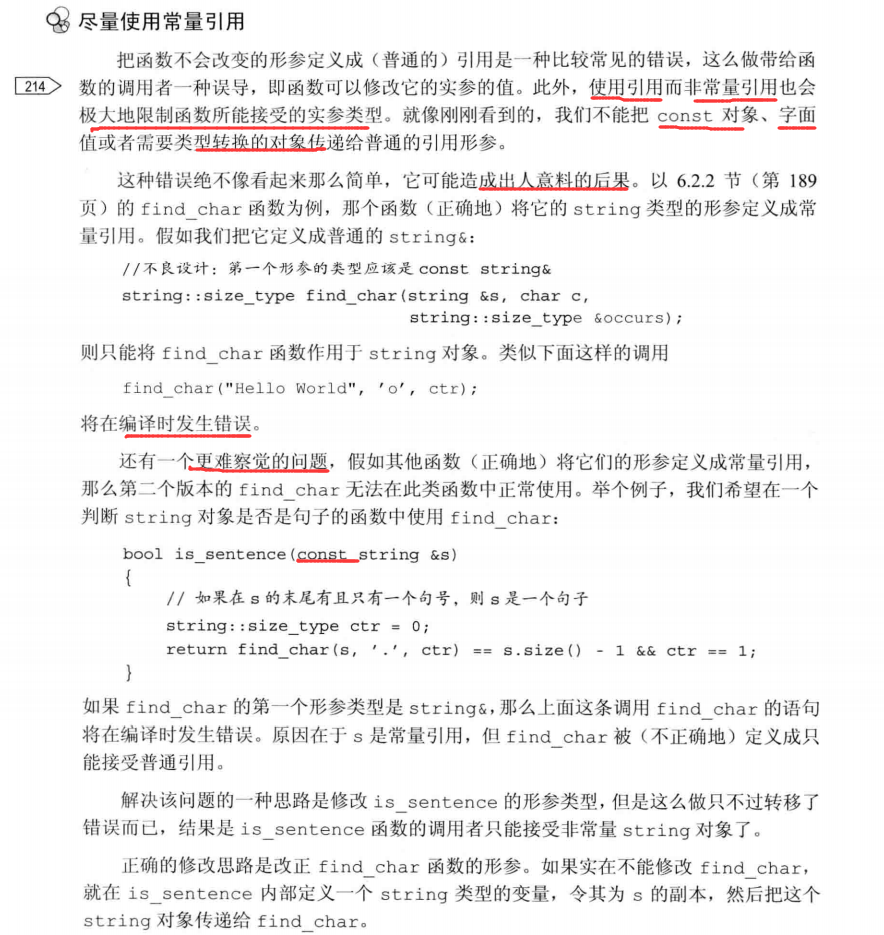 尽量使用常量引用
把函数不会改变的形参定义成（普通的）引用是一种比较常见的错误，这么做带给函
214
数的调用者一种误导，即函数可以修改它的实参的值。此外，使用引用而非常量引用也会
极大地限制函数所能接受的实参类型。就像刚刚看到的，我们不能把 const 对象、字面
值或者需要类型转换的对象传递给普通的引用形参。
这种错误绝不像看起来那么简单，它可能造成出人意料的后果。以 6.2.2 节（第 189
页）的 find_char 函数为例，那个函数（正确地）将它的 string 类型的形参定义成常
量引用。假如我们把它定义成普通的 string&：
//不良设计：第一个形参的类型应该是 const string&
string::size_type find_char(string &s, char c,
string::size_type &occurs);
则只能将 find_char 函数作用于 string 对象。类似下面这样的调用
find_char("Hello World", 'o', ctr);
将在编译时发生错误。
还有一个更难察觉的问题，假如其他函数（正确地）将它们的形参定义成常量引用，
那么第二个版本的 find_char 无法在此类函数中正常使用。举个例子，我们希望在一个
判断 string 对象是否是句子的函数中使用 find_char：
bool is_sentence(const string &s)
{
// 如果在 s 的末尾有且只有一个句号，则 s 是一个句子
string::size_type ctr = 0;
return find_char(s, '.', ctr) == s.size() - 1 && ctr == 1;
}
如果 find_char 的第一个形参类型是 string&，那么上面这条调用 find_char 的语句
将在编译时发生错误。原因在于 s 是常量引用，但 find_char 被（不正确地）定义成只
能接受普通引用。
解决该问题的一种思路是修改 is_sentence 的形参类型，但是这么做只不过转移了
错误而已，结果是 is_sentence 函数的调用者只能接受非常量 string 对象了。
正确的修改思路是改正 find_char 函数的形参。如果实在不能修改 find_char，
就在 is_sentence 内部定义一个 string 类型的变量，令其为 s 的副本，然后把这个
string 对象传递给 find_char。